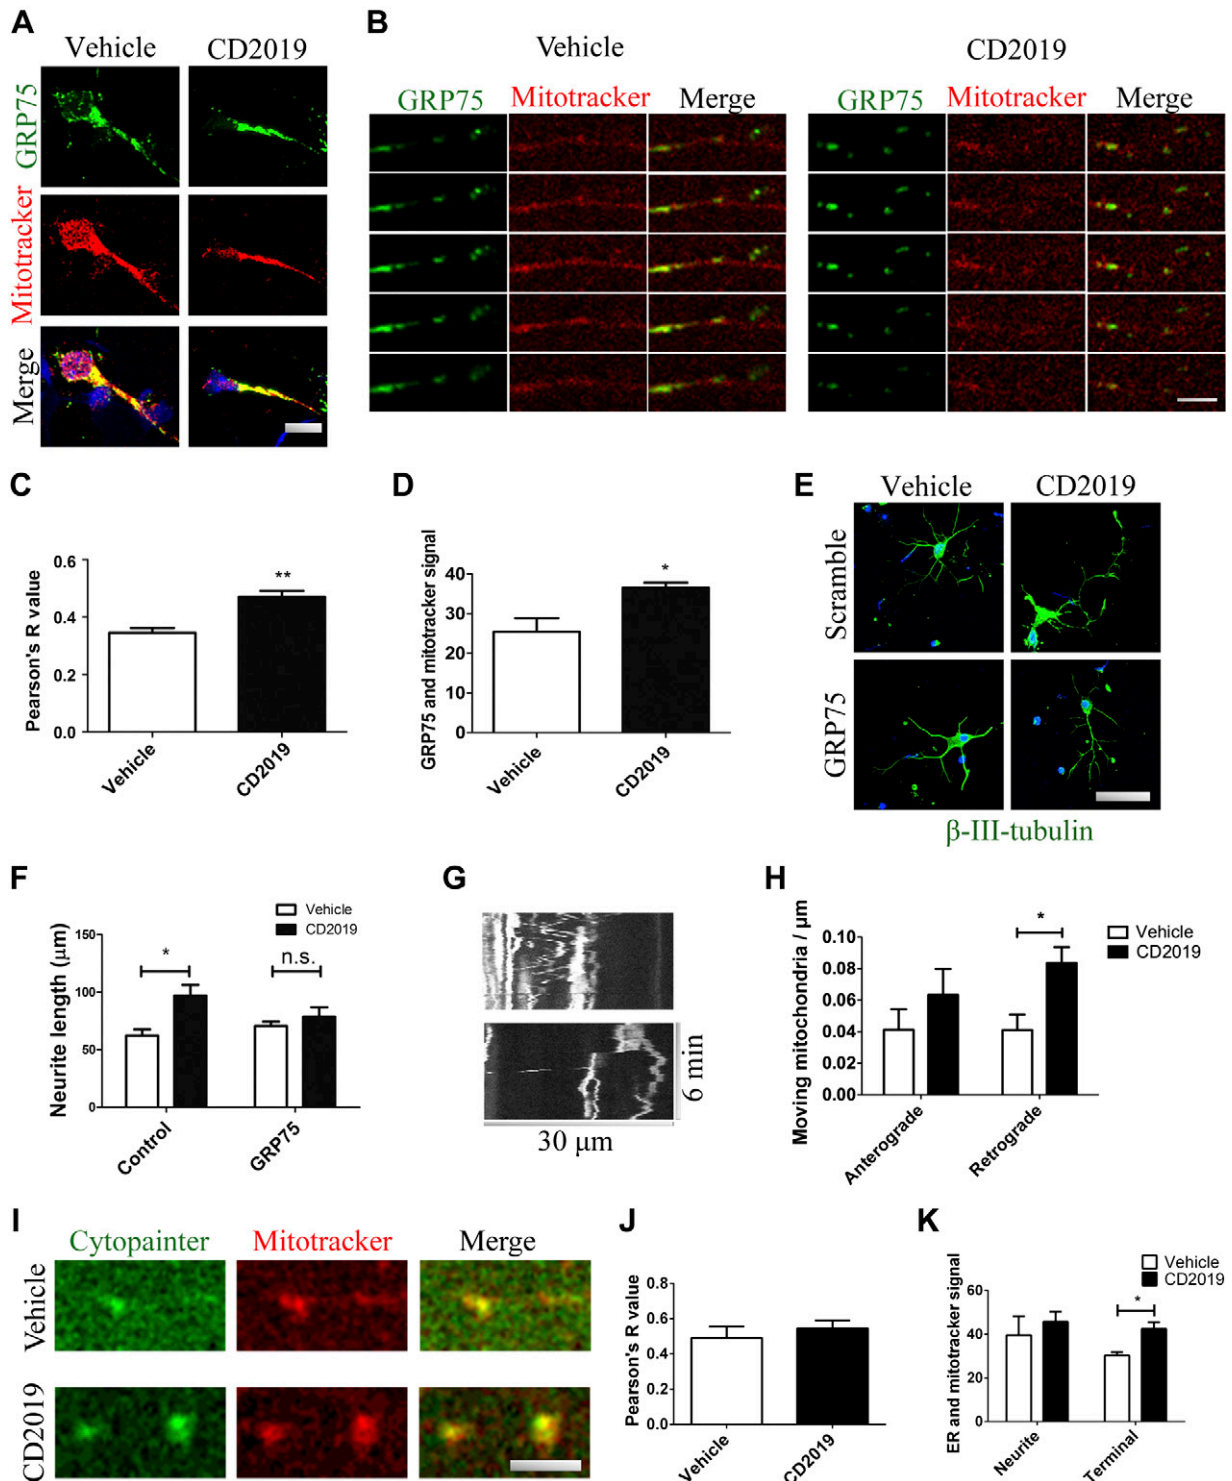 A
Vehicle
CD2019
GRP75
Mitotracker
Merge
B
Vehicle
CD2019
GRP75
Mitotracker
Merge
GRP75
Mitotracker
Merge
C
Pearson's R value
0.6
0.4
0.2
0.0
**
Vehicle
CD2019
D
GRP75 and mitotracker signal
40
30
20
10
0
*
Vehicle
CD2019
E
Vehicle
CD2019
Scramble
GRP75
β-III-tubulin
F
Vehicle
CD2019
Neurite length (μm)
150
100
50
0
*
n.s.
Control
GRP75
G
6 min
30 μm
H
Moving mitochondria / μm
0.10
0.08
0.06
0.04
0.02
0.00
*
Vehicle
CD2019
Anterograde
Retrograde
I
Cytopainter
Mitotracker
Merge
Vehicle
CD2019
J
Pearson's R value
0.8
0.6
0.4
0.2
0.0
Vehicle
CD2019
K
Vehicle
CD2019
ER and mitotracker signal
60
40
20
0
*
Neurite
Terminal